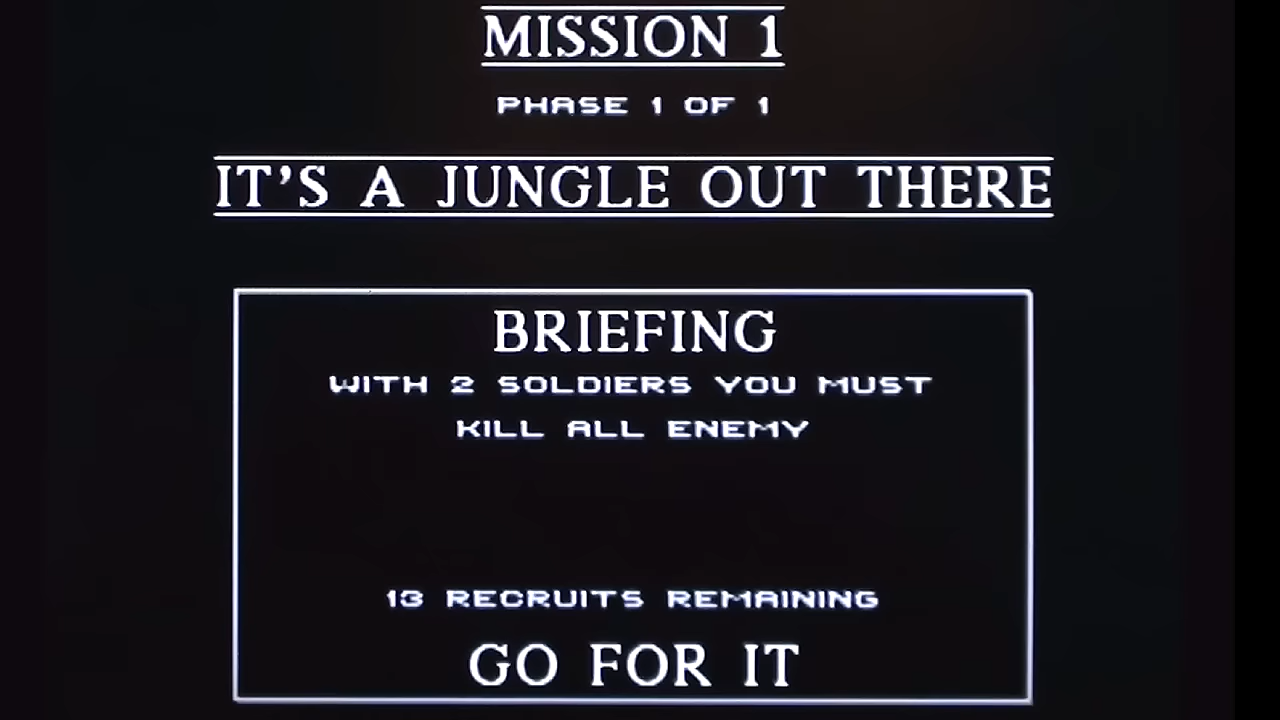 MISSION 1
PHASE 1 OF 1
IT'S A JUNGLE OUT THERE
BRIEFING
WITH 2 SOLDIERS YOU MUST
KILL ALL ENEMY
13 RECRUITS REMAINING
GO FOR IT